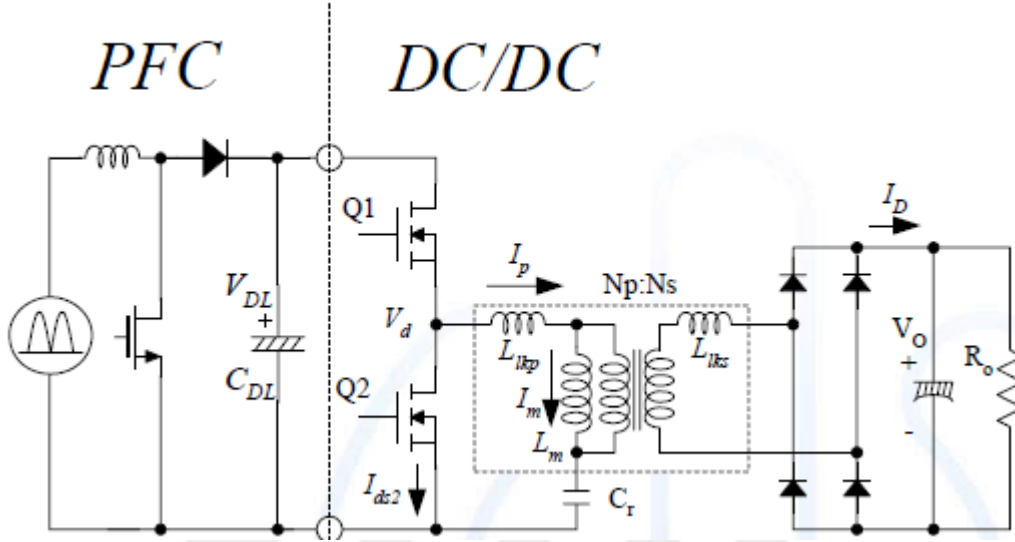 PFC
DC/DC
Q1
I_D
I_p
Np:Ns
V_DL
+
V_d
L_lkp
L_lks
V_O
+
R_o
C_DL
Q2
I_m
L_m
-
I_ds2
C_r